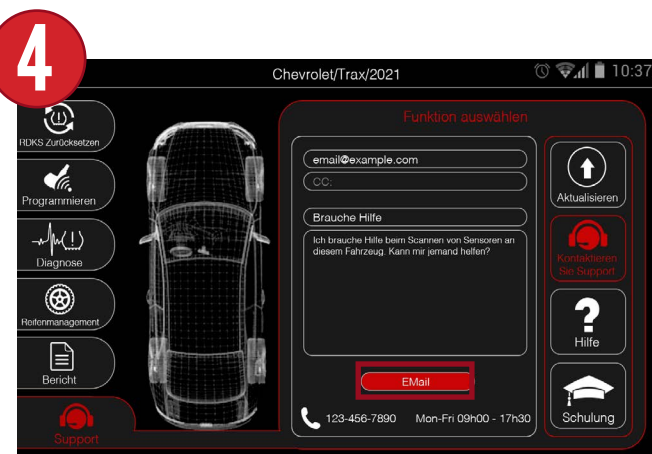 4
Chevrolet/Trax/2021
10:37
RDKS Zurücksetzen
Programmieren
Diagnose
Reifenmanagement
Bericht
Support
Funktion auswählen
email@example.com
CC:
Brauche Hilfe
Ich brauche Hilfe beim Scannen von Sensoren an
diesem Fahrzeug. Kann mir jemand helfen?
EMail
123-456-7890 Mon-Fri 09h00 - 17h30
Aktualisieren
Kontaktieren
Sie Support
?
Hilfe
Schulung